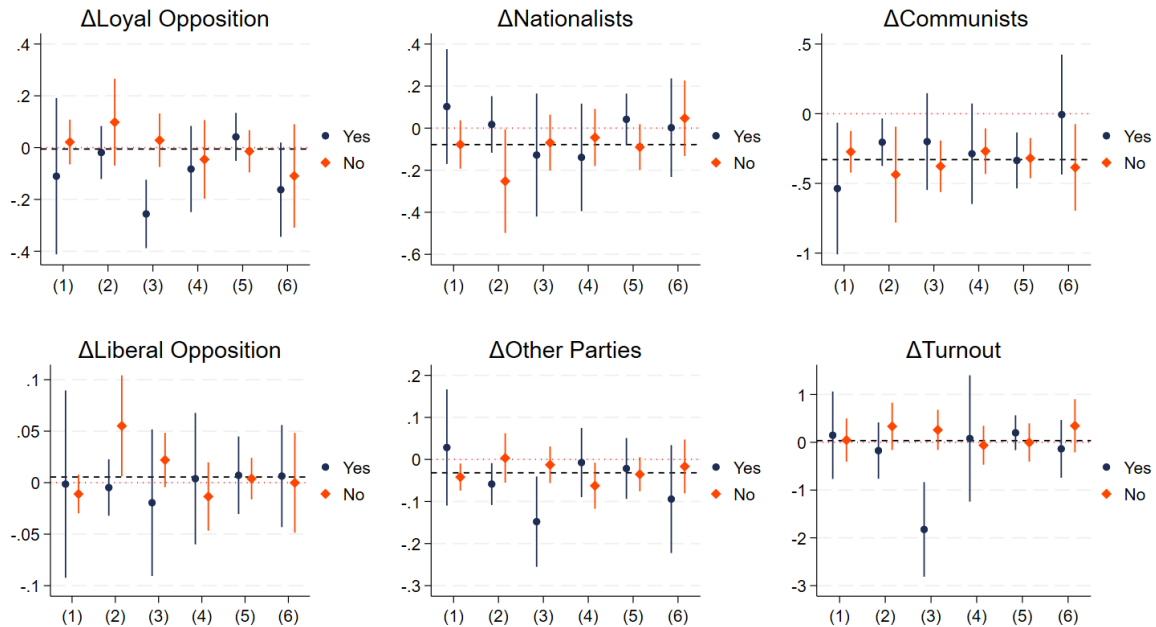 ΔLoyal Opposition
.4
.2
0
-.2
-.4
(1) (2) (3) (4) (5) (6)
Yes
No
ΔNationalists
.4
.2
0
-.2
-.4
-.6
(1) (2) (3) (4) (5) (6)
Yes
No
ΔCommunists
.5
0
-.5
-1
(1) (2) (3) (4) (5) (6)
Yes
No
ΔLiberal Opposition
.1
.05
0
-.05
-.1
(1) (2) (3) (4) (5) (6)
Yes
No
ΔOther Parties
.2
.1
0
-.1
-.2
-.3
(1) (2) (3) (4) (5) (6)
Yes
No
ΔTurnout
1
0
-1
-2
-3
(1) (2) (3) (4) (5) (6)
Yes
No